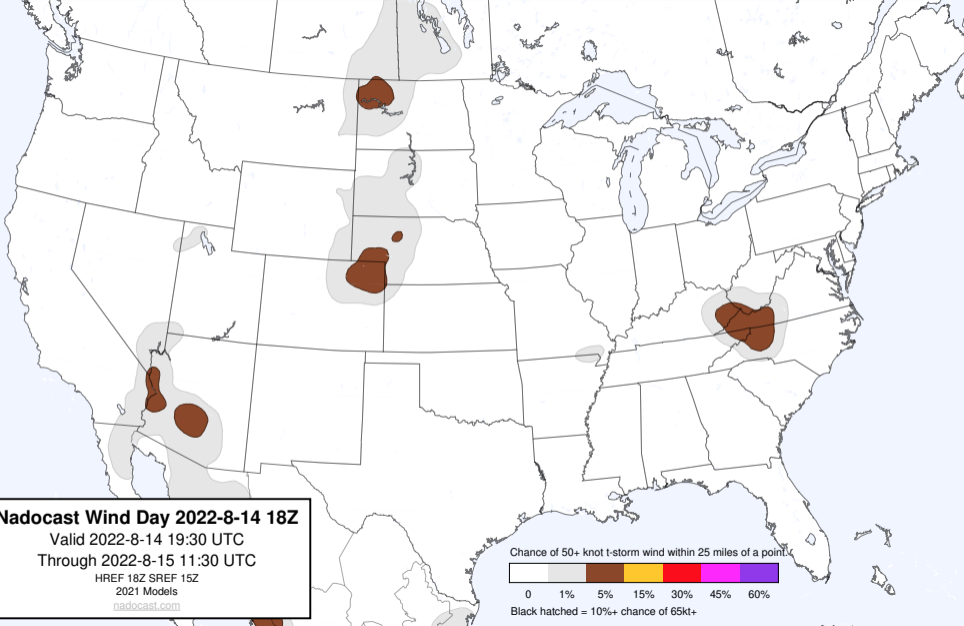 Nadocast Wind Day 2022-8-14 18Z
Valid 2022-8-14 19:30 UTC
Through 2022-8-15 11:30 UTC
HREF 18Z SREF 15Z
2021 Models
nadocast.com
Chance of 50+ knot t-storm wind within 25 miles of a point.
0 1% 5% 15% 30% 45% 60%
Black hatched = 10%+ chance of 65kt+